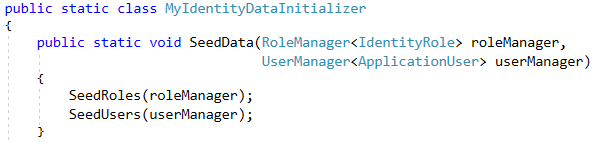 public static class MyIdentityDataInitializer
{
    public static void SeedData(RoleManager<IdentityRole> roleManager,
                                UserManager<ApplicationUser> userManager)
    {
        SeedRoles(roleManager);
        SeedUsers(userManager);
    }